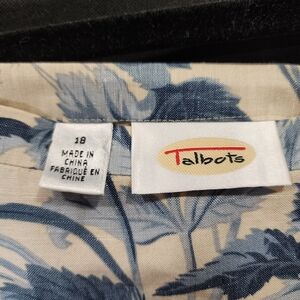 18
MADE IN
CHINA
FABRIQUÉ EN
CHINE
Talbots